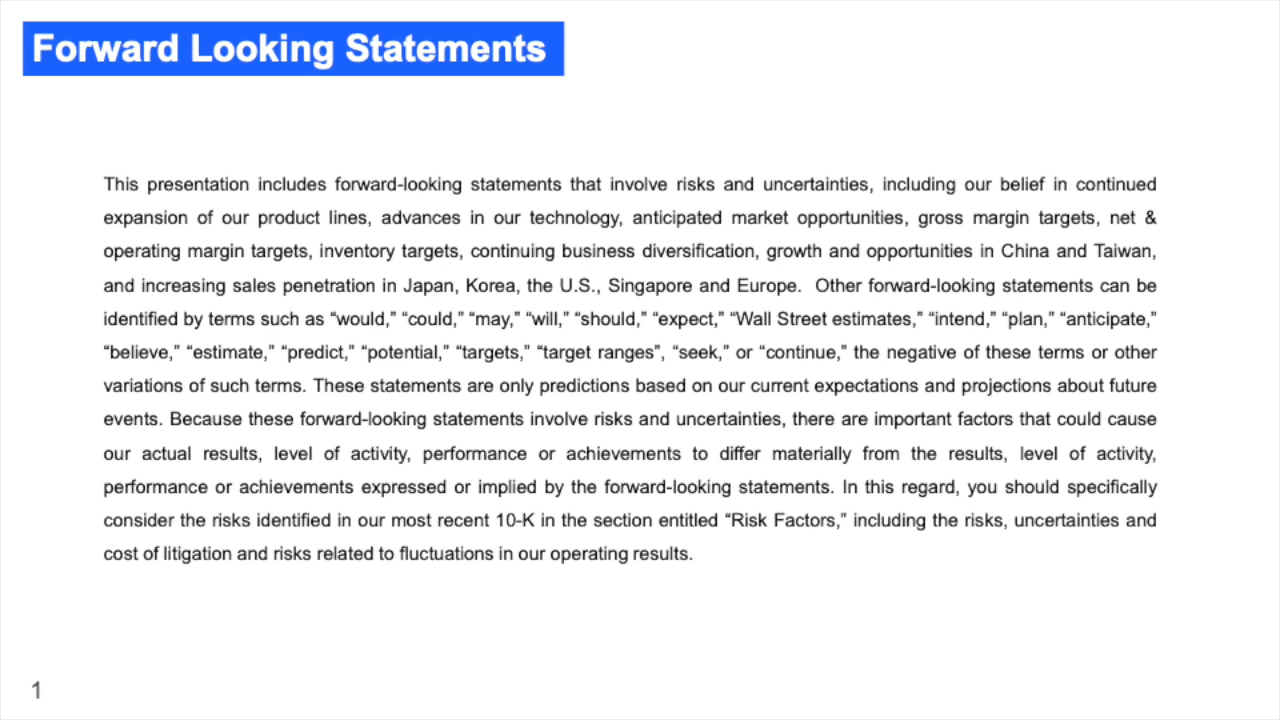 Forward Looking Statements
This presentation includes forward-looking statements that involve risks and uncertainties, including our belief in continued
expansion of our product lines, advances in our technology, anticipated market opportunities, gross margin targets, net &
operating margin targets, inventory targets, continuing business diversification, growth and opportunities in China and Taiwan,
and increasing sales penetration in Japan, Korea, the U.S., Singapore and Europe.  Other forward-looking statements can be
identified by terms such as “would,” “could,” “may,” “will,” “should,” “expect,” “Wall Street estimates,” “intend,” “plan,” “anticipate,”
“believe,” “estimate,” “predict,” “potential,” “targets,” “target ranges”, “seek,” or “continue,” the negative of these terms or other
variations of such terms. These statements are only predictions based on our current expectations and projections about future
events. Because these forward-looking statements involve risks and uncertainties, there are important factors that could cause
our actual results, level of activity, performance or achievements to differ materially from the results, level of activity,
performance or achievements expressed or implied by the forward-looking statements. In this regard, you should specifically
consider the risks identified in our most recent 10-K in the section entitled “Risk Factors,” including the risks, uncertainties and
cost of litigation and risks related to fluctuations in our operating results.
1